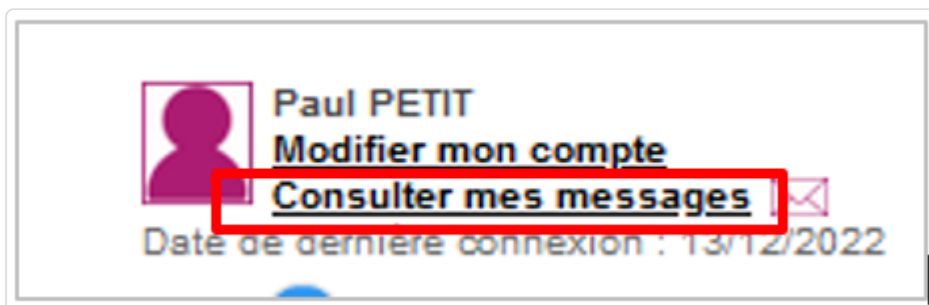 Paul PETIT
Modifier mon compte
Consulter mes messages
Date de dernière connexion : 13/12/2022